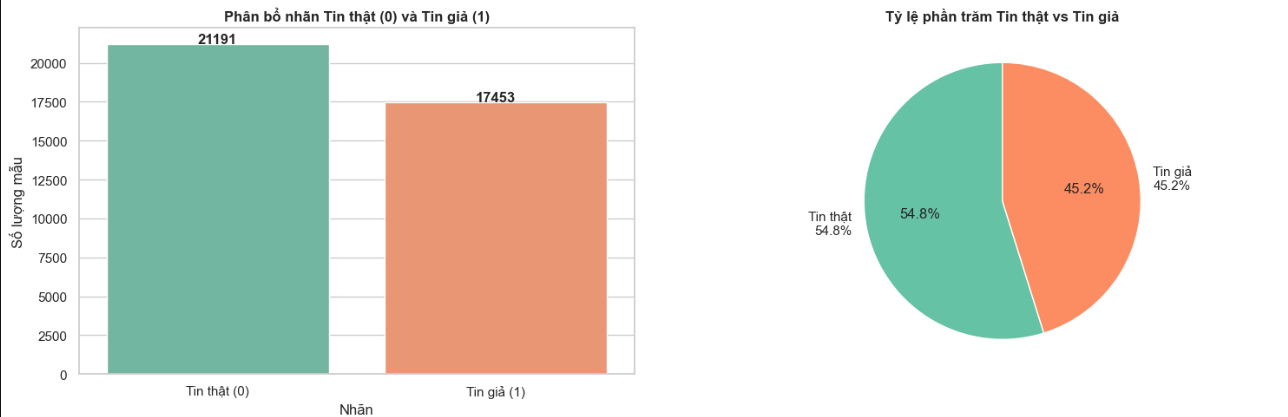 Phân bổ nhãn Tin thật (0) và Tin giả (1)
21191
17453
20000
17500
15000
12500
10000
7500
5000
2500
0
Số lượng mẫu
Tin thật (0)
Tin giả (1)
Nhãn
Tỷ lệ phần trăm Tin thật vs Tin giả
Tin giả
45.2%
45.2%
54.8%
Tin thật
54.8%